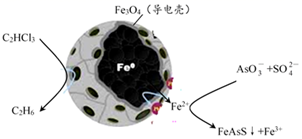 Fe₃O₄（导电壳）
C₂HCl₃
Fe⁰
AsO₃⁻+SO₄²⁻
Fe²⁺
C₂H₆
FeAsS↓+Fe³⁺